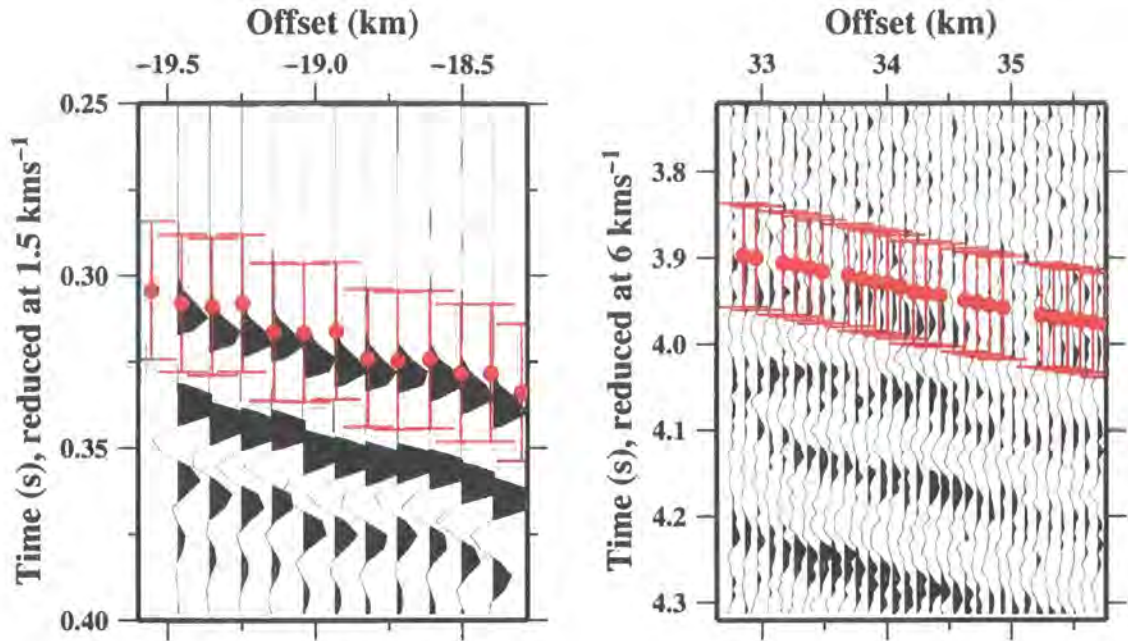 Offset (km)
−19.5 −19.0 −18.5
Time (s), reduced at 1.5 kms⁻¹
0.25
0.30
0.35
0.40
Offset (km)
33 34 35
Time (s), reduced at 6 kms⁻¹
3.8
3.9
4.0
4.1
4.2
4.3